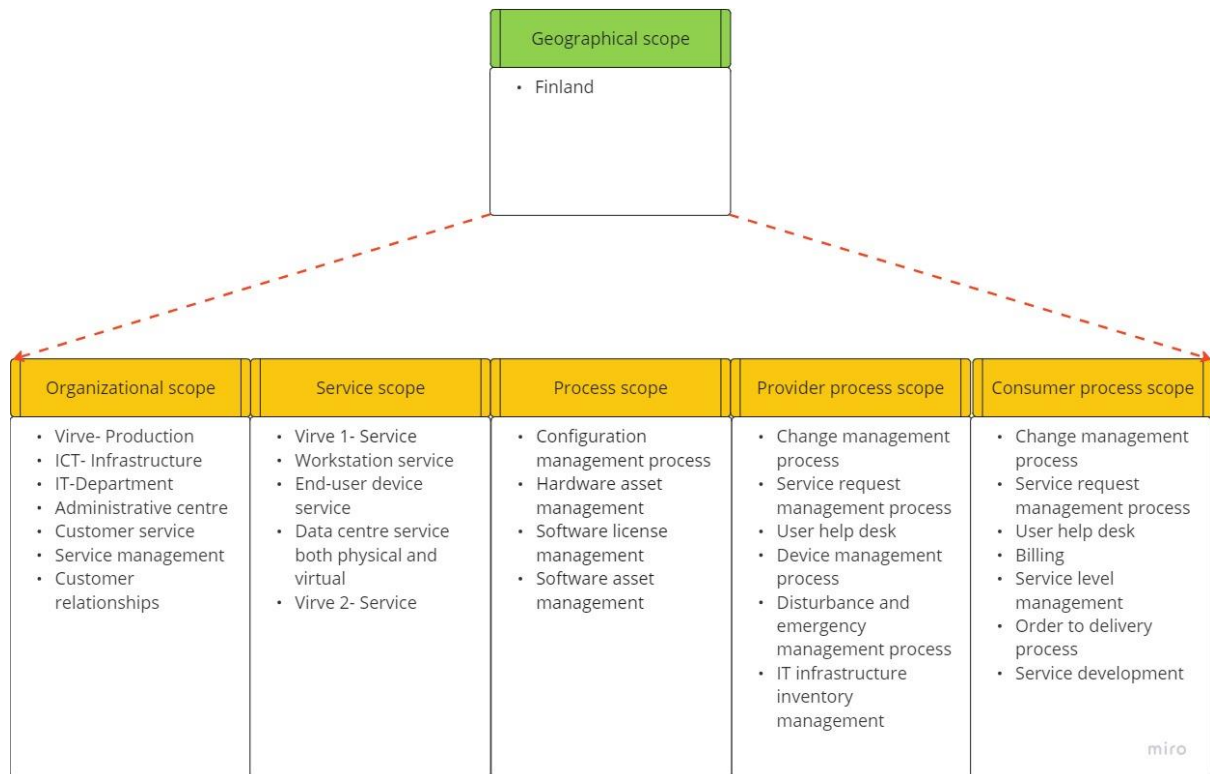 Geographical scope
• Finland
Organizational scope
• Virve- Production
• ICT- Infrastructure
• IT-Department
• Administrative centre
• Customer service
• Service management
• Customer
relationships
Service scope
• Virve 1- Service
• Workstation service
• End-user device
service
• Data centre service
both physical and
virtual
• Virve 2- Service
Process scope
• Configuration
management process
• Hardware asset
management
• Software license
management
• Software asset
management
Provider process scope
• Change management
process
• Service request
management process
• User help desk
• Device management
process
• Disturbance and
emergency
management process
• IT infrastructure
inventory
management
Consumer process scope
• Change management
process
• Service request
management process
• User help desk
• Billing
• Service level
management
• Order to delivery
process
• Service development
miro